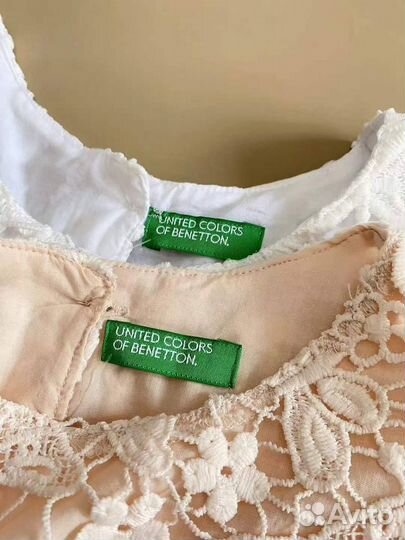 UNITED COLORS
OF BENETTON.
UNITED COLORS
OF BENETTON.
Avito